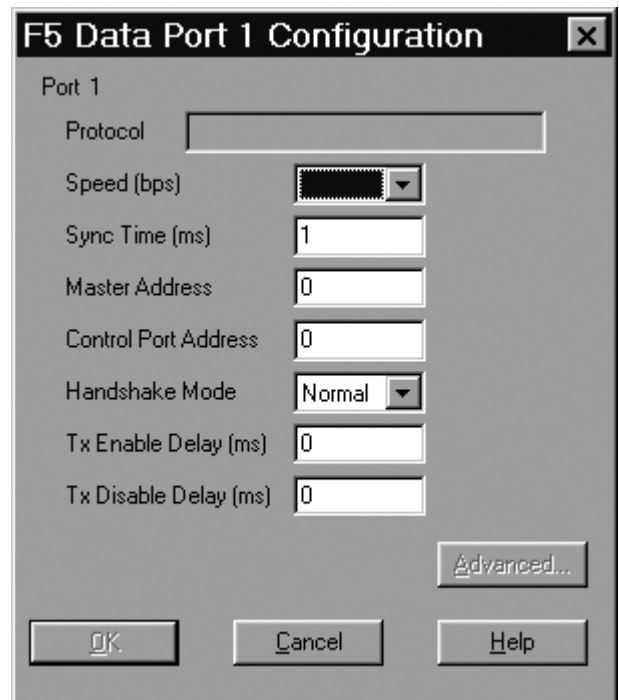 F5 Data Port 1 Configuration
Port 1
Protocol
Speed (bps)
Sync Time (ms) 1
Master Address 0
Control Port Address 0
Handshake Mode Normal
Tx Enable Delay (ms) 0
Tx Disable Delay (ms) 0
Advanced...
OK Cancel Help